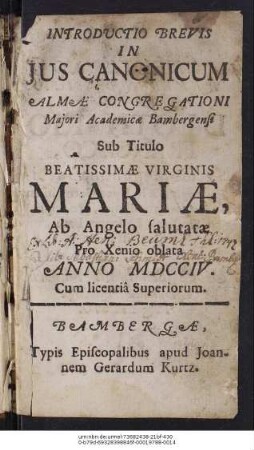 INTRODUCTIO BREVIS
IN
JUS CANONICUM
ALMÆ CONGREGATIONI
Majori Academicæ Bambergensi
Sub Titulo
BEATISSIMÆ VIRGINIS
MARIÆ,
Ab Angelo salutatæ
Pro Xenio oblata
ANNO MDCCIV.
Cum licentiâ Superiorum.
BAMBERGÆ,
Typis Episcopalibus apud Joan-
nem Gerardum Kurtz.